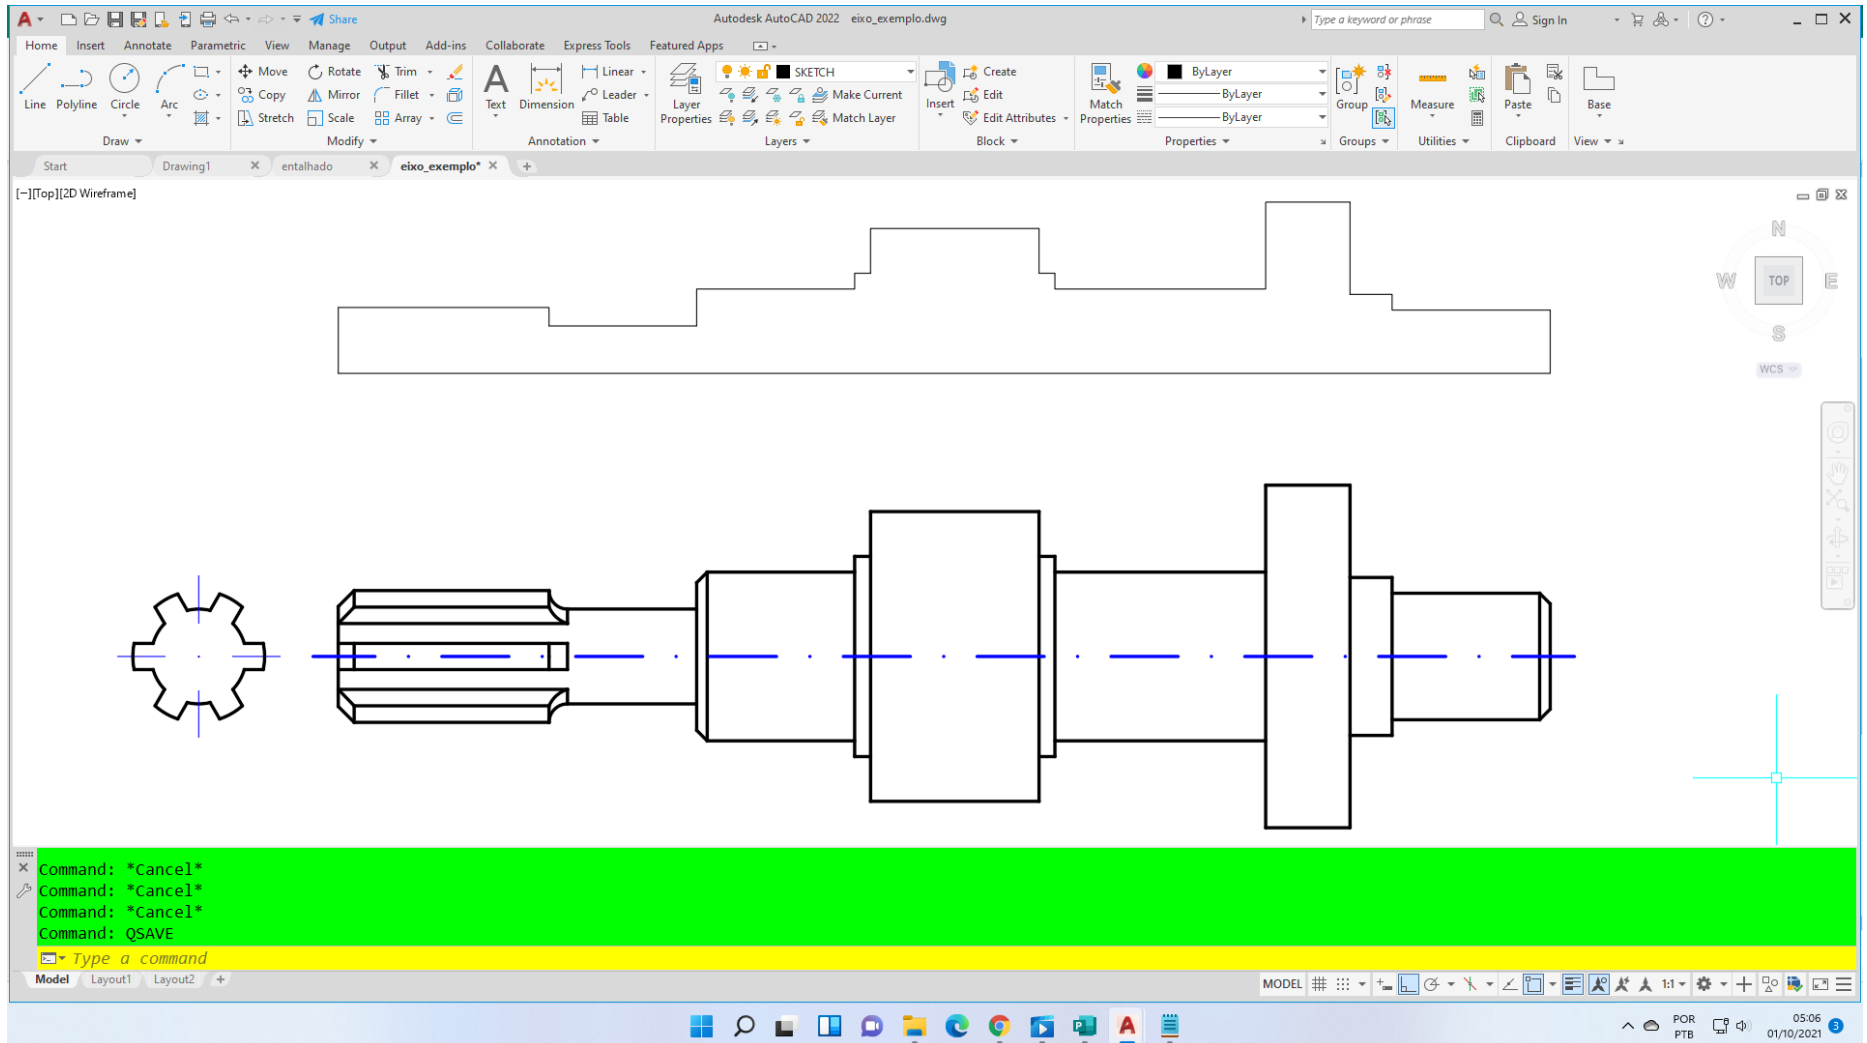 Share
Autodesk AutoCAD 2022 eixo_exemplo.dwg
Type a keyword or phrase
Sign In
Home Insert Annotate Parametric View Manage Output Add-ins Collaborate Express Tools Featured Apps
Line Polyline Circle Arc
Move Rotate Trim
Copy Mirror Fillet
Stretch Scale Array
Text Dimension
Linear
Leader
Table
Layer Properties
SKETCH
Make Current
Match Layer
Insert
Create
Edit
Edit Attributes
Match Properties
ByLayer
ByLayer
ByLayer
Group
Measure
Paste
Base
Draw Modify Annotation Layers Block Properties Groups Utilities Clipboard View
Start Drawing1 entalhado eixo_exemplo*
[−][Top][2D Wireframe]
N
W TOP E
S
WCS
Command: *Cancel*
Command: *Cancel*
Command: *Cancel*
Command: QSAVE
Type a command
Model Layout1 Layout2 +
MODEL 1:1
POR
PTB
05:06
01/10/2021
3